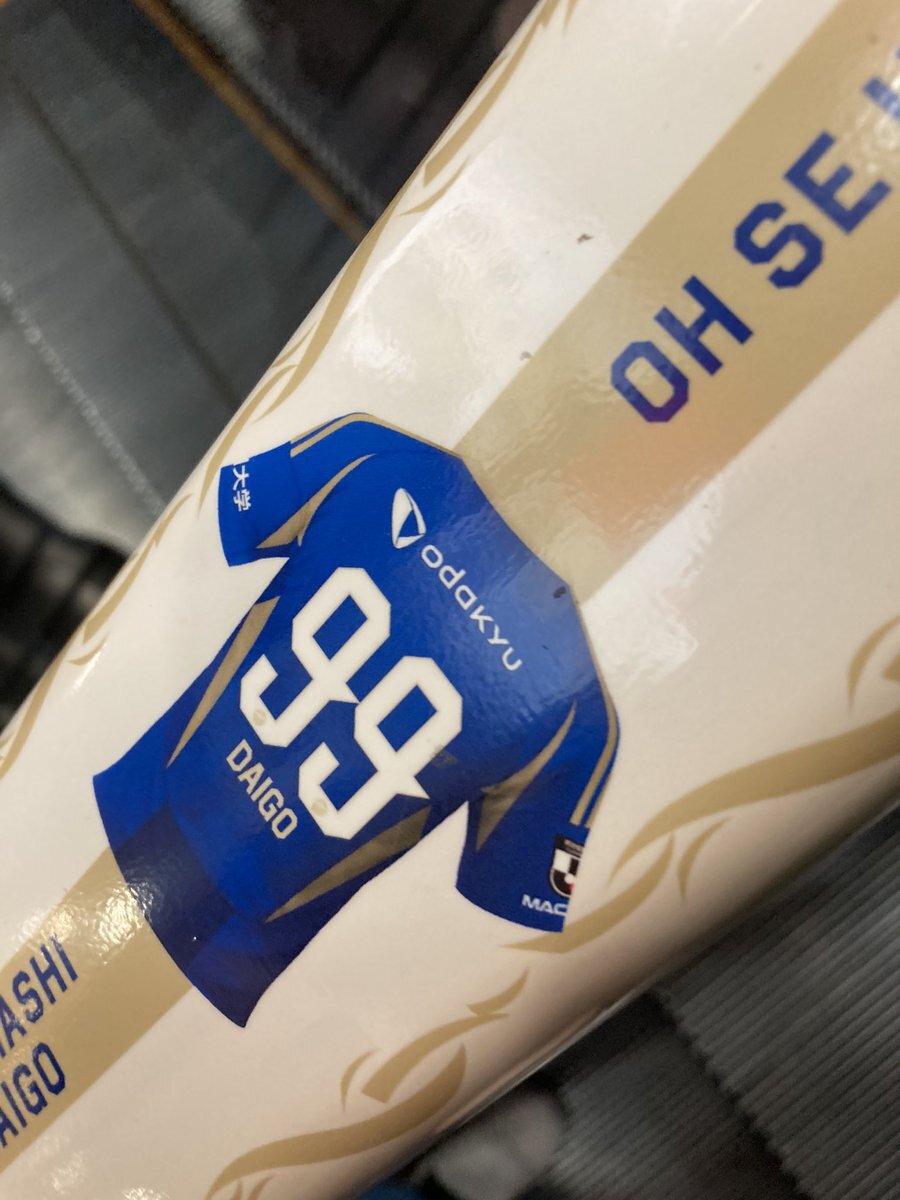 OH SE
大学
odakyu
99
DAIGO
ASHI
AIGO